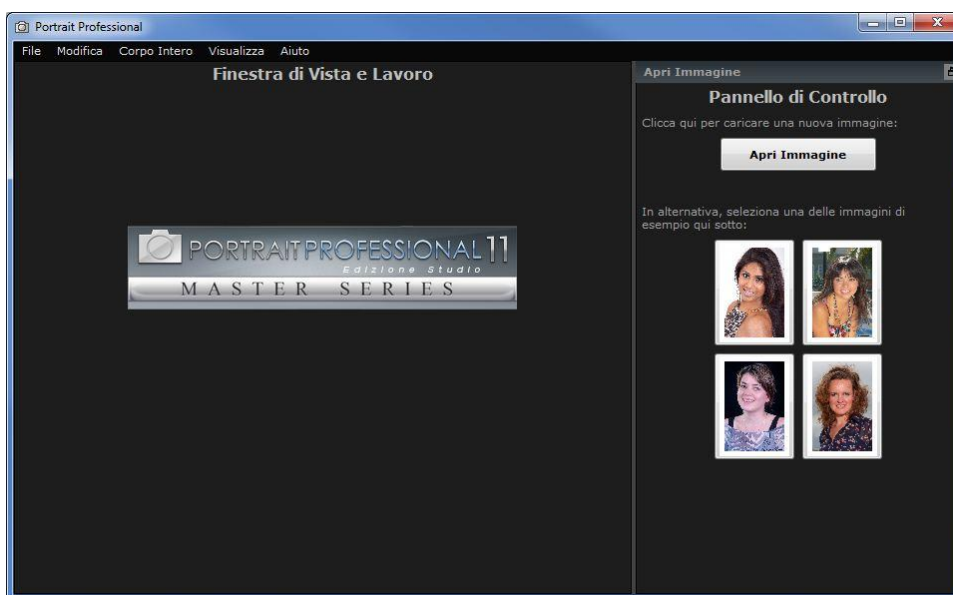 Portrait Professional
File Modifica Corpo Intero Visualizza Aiuto
Finestra di Vista e Lavoro
PORTRAIT PROFESSIONAL 11
Edizione Studio
MASTER SERIES
Apri Immagine
Pannello di Controllo
Clicca qui per caricare una nuova immagine:
Apri Immagine
In alternativa, seleziona una delle immagini di
esempio qui sotto: